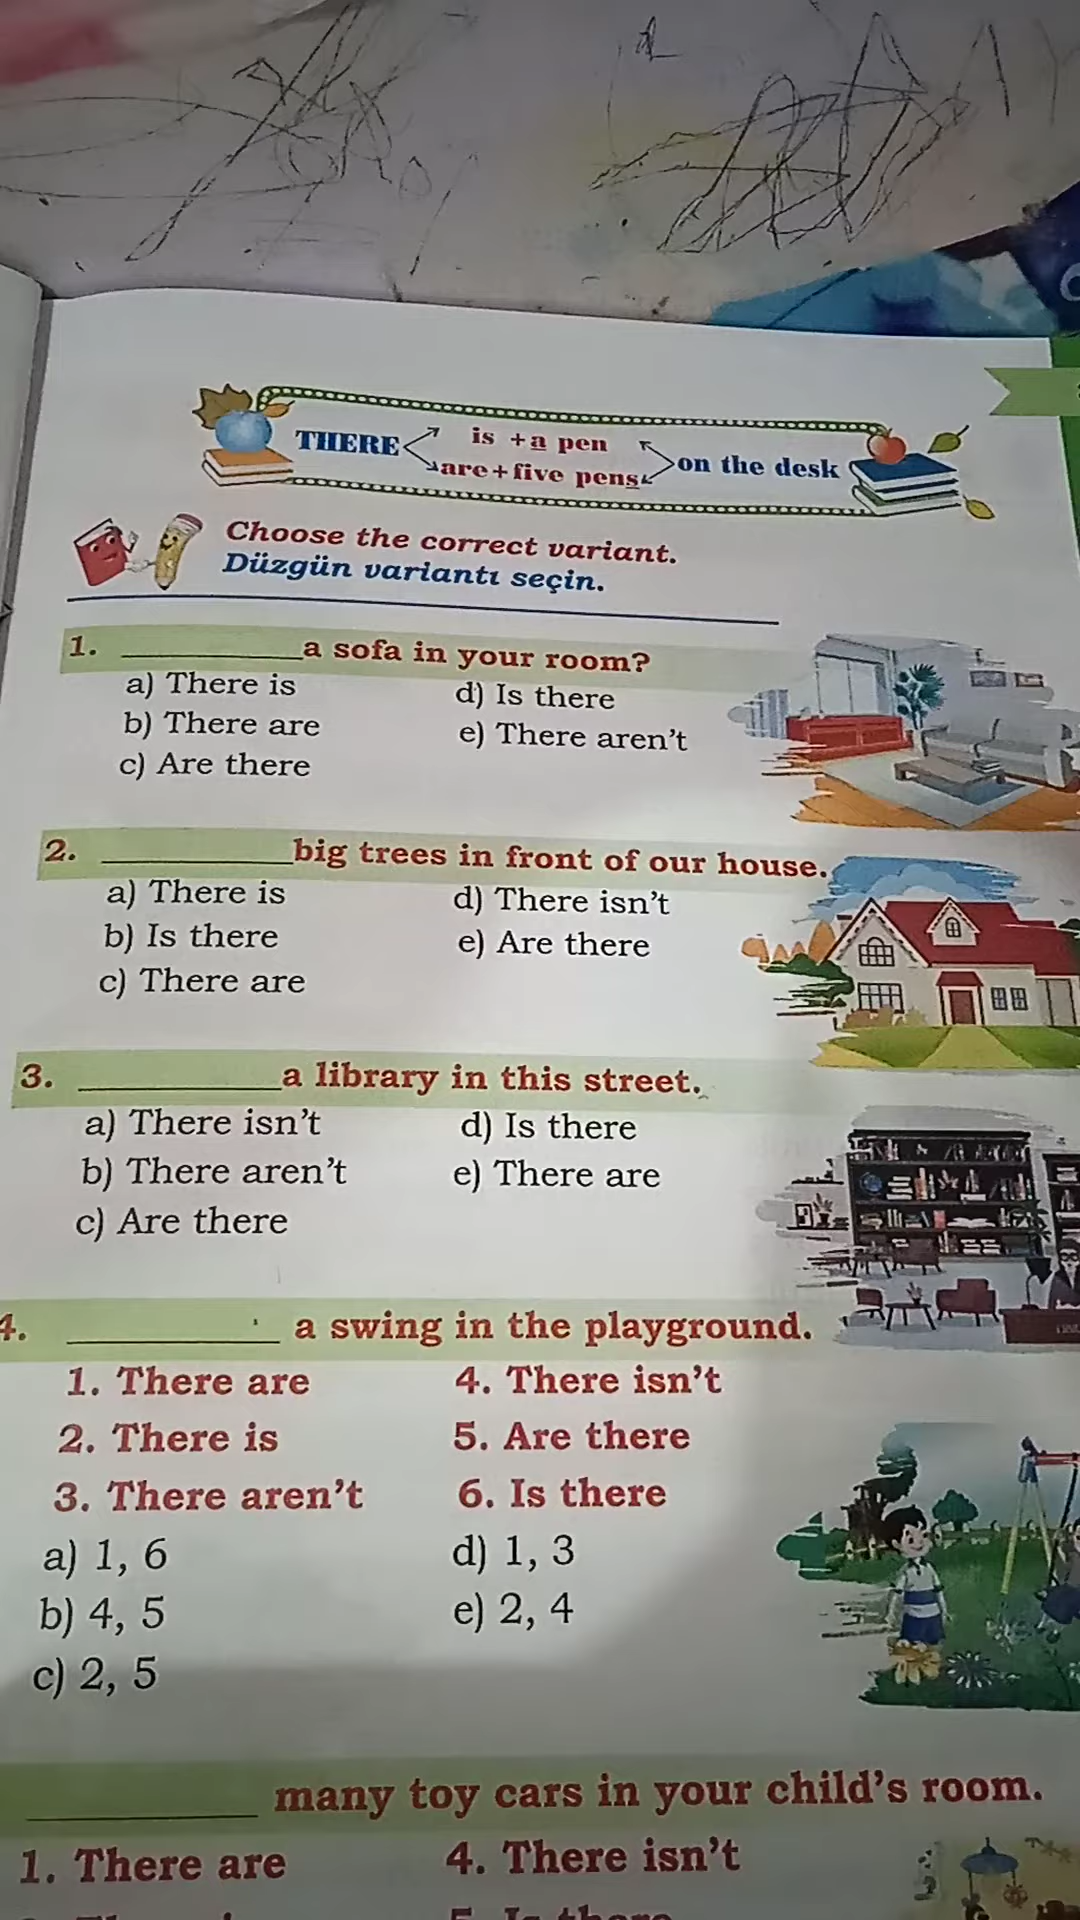 THERE
is + a pen
are + five pens
on the desk
Choose the correct variant.
Düzgün variantı seçin.
1. __________ a sofa in your room?
a) There is
d) Is there
b) There are
e) There aren't
c) Are there
2. __________ big trees in front of our house.
a) There is
d) There isn't
b) Is there
e) Are there
c) There are
3. __________ a library in this street.
a) There isn't
d) Is there
b) There aren't
e) There are
c) Are there
4. __________ a swing in the playground.
1. There are
4. There isn't
2. There is
5. Are there
3. There aren't
6. Is there
a) 1, 6
d) 1, 3
b) 4, 5
e) 2, 4
c) 2, 5
__________ many toy cars in your child's room.
1. There are
4. There isn't